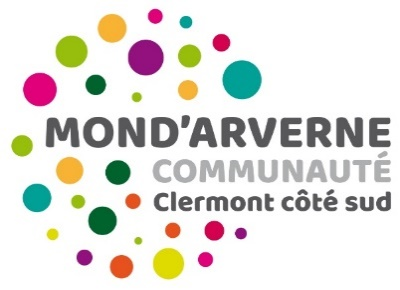 MOND'ARVERNE
COMMUNAUTÉ
Clermont côté sud